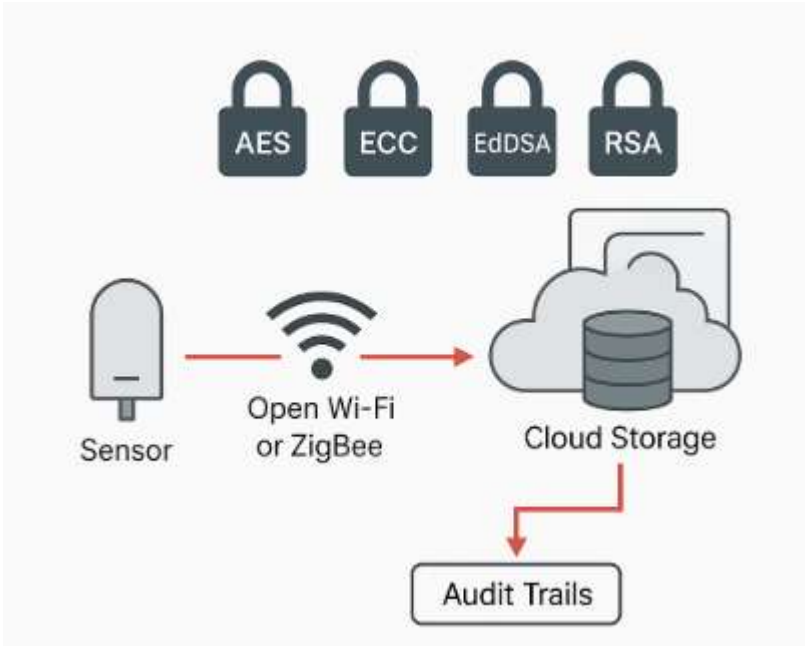 AES
ECC
EdDSA
RSA
Open Wi-Fi
or ZigBee
Sensor
Cloud Storage
Audit Trails